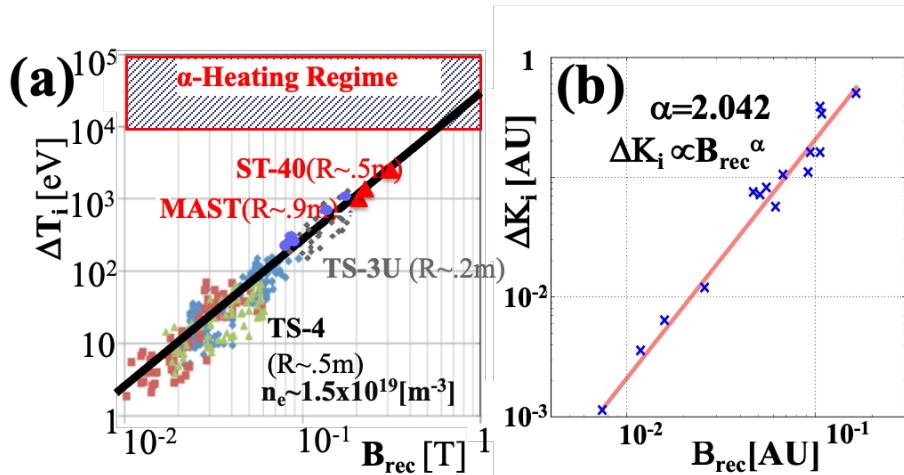 (a)
10^5
α-Heating Regime
10^4
ΔT_i [eV]
ST-40(R~.5m)
10^3
MAST(R~.9m)
10^2
TS-3U (R~.2m)
10
TS-4
(R~.5m)
n_e~1.5x10^19[m^-3]
1
10^-2
10^-1
B_rec [T]
1
(b)
1
α=2.042
ΔK_i ∝B_rec^α
ΔK_i [AU]
10^-2
10^-3
10^-2
B_rec[AU]
10^-1